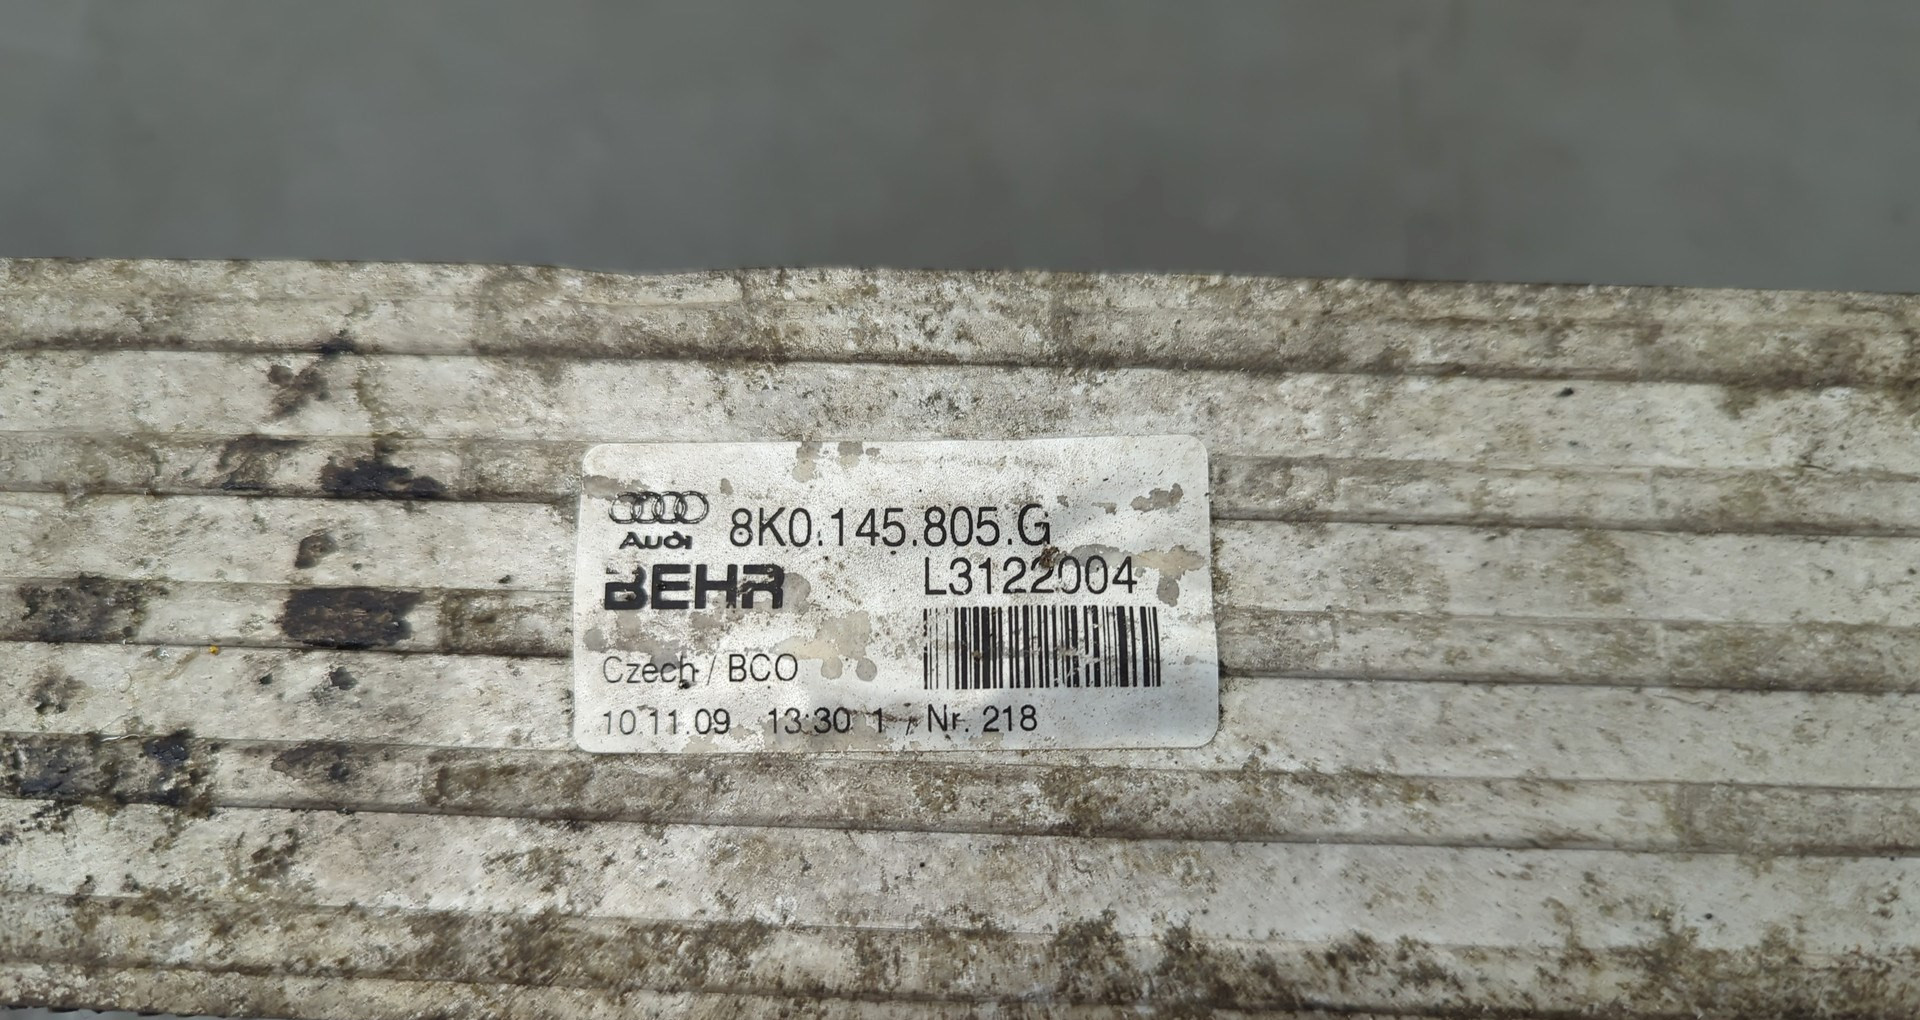 Audi 8K0.145.805.G
BEHR L3122004
Czech / BCO
10.11.09 13:30 1 / Nr. 218